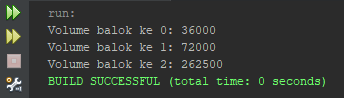 run:
Volume balok ke 0: 36000
Volume balok ke 1: 72000
Volume balok ke 2: 262500
BUILD SUCCESSFUL (total time: 0 seconds)